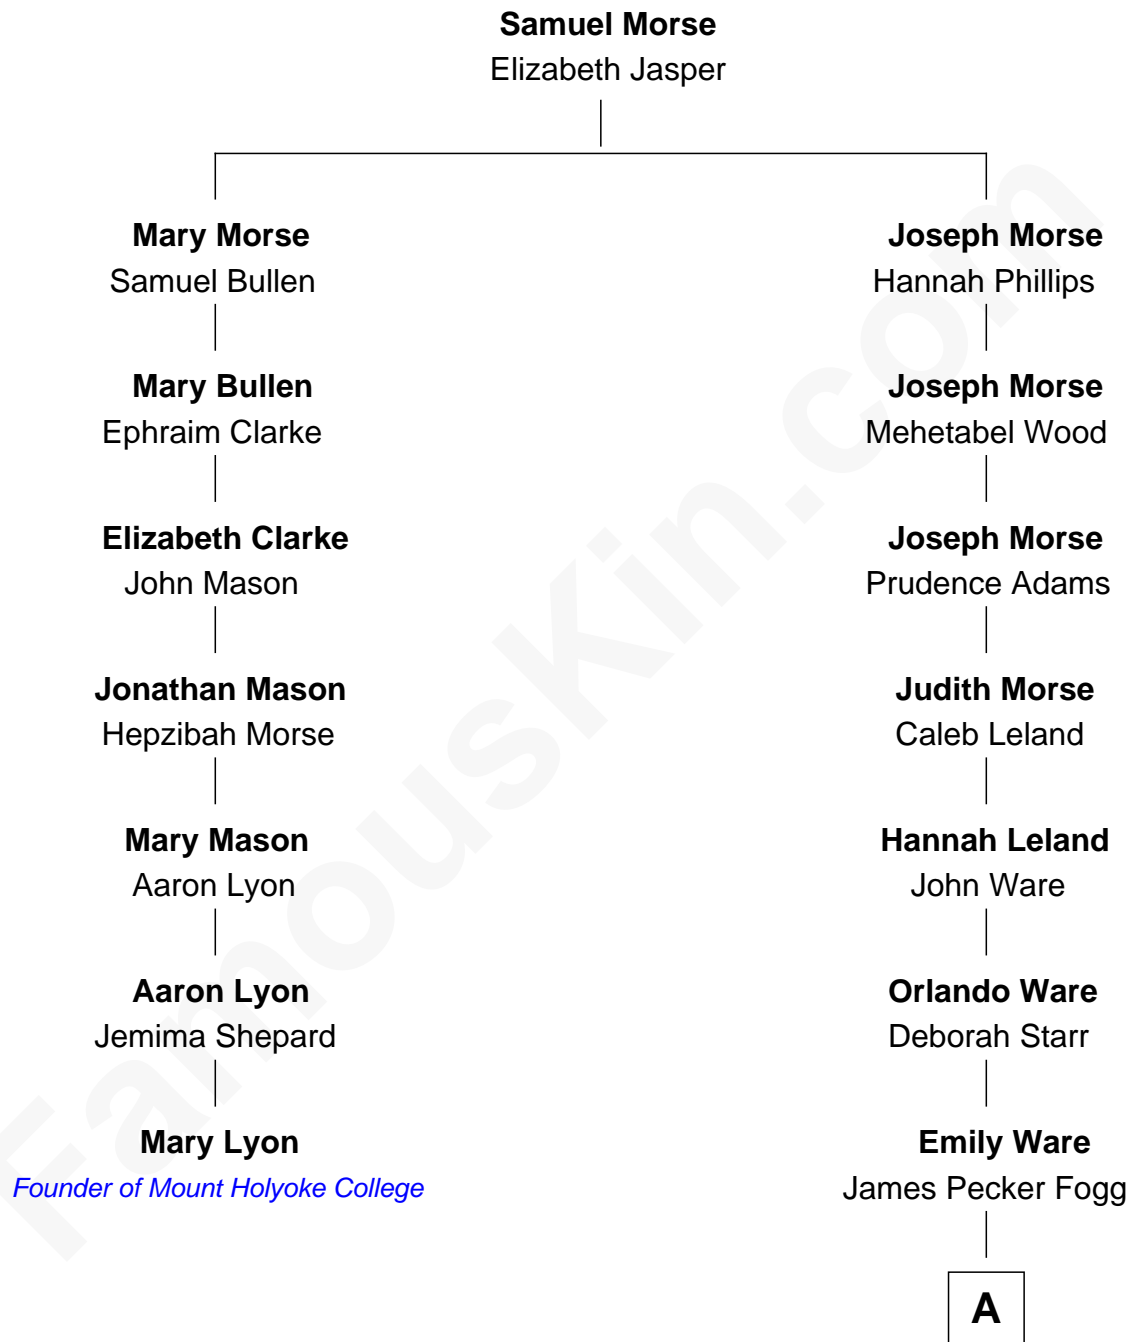 Samuel Morse
Elizabeth Jasper
Mary Morse
Samuel Bullen
Joseph Morse
Hannah Phillips
Mary Bullen
Ephraim Clarke
Joseph Morse
Mehetabel Wood
Elizabeth Clarke
John Mason
Joseph Morse
Prudence Adams
Jonathan Mason
Hepzibah Morse
Judith Morse
Caleb Leland
Mary Mason
Aaron Lyon
Hannah Leland
John Ware
Aaron Lyon
Jemima Shepard
Orlando Ware
Deborah Starr
Mary Lyon
Founder of Mount Holyoke College
Emily Ware
James Pecker Fogg
A
FamousKin.com